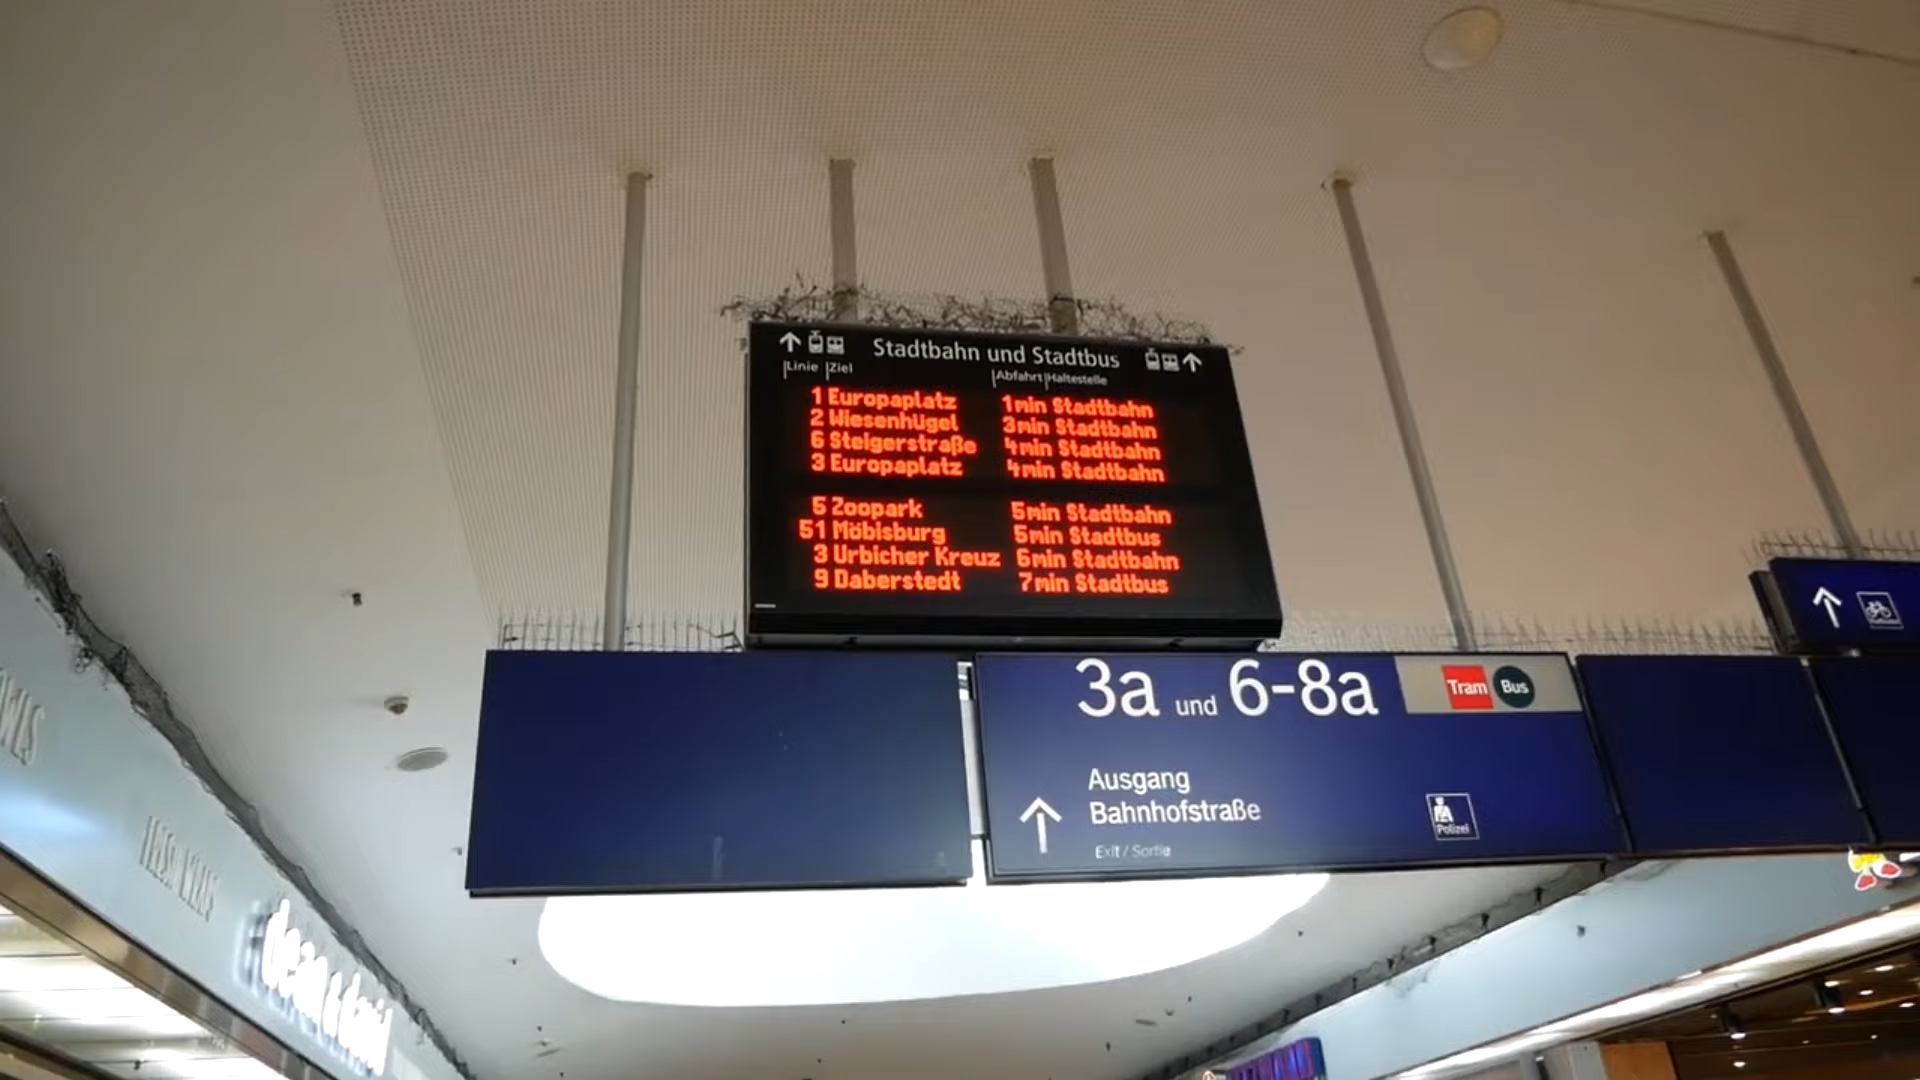 Stadtbahn und Stadtbus
Linie Ziel Abfahrt Haltestelle
1 Europaplatz 1min Stadtbahn
2 Wiesenhügel 3min Stadtbahn
6 Steigerstraße 4min Stadtbahn
3 Europaplatz 4min Stadtbahn
5 Zoopark 5min Stadtbahn
51 Möbisburg 5min Stadtbus
3 Urbicher Kreuz 6min Stadtbahn
9 Daberstedt 7min Stadtbus
3a und 6-8a
Tram Bus
Ausgang
Bahnhofstraße
Exit / Sortie
Polizei
dean & david